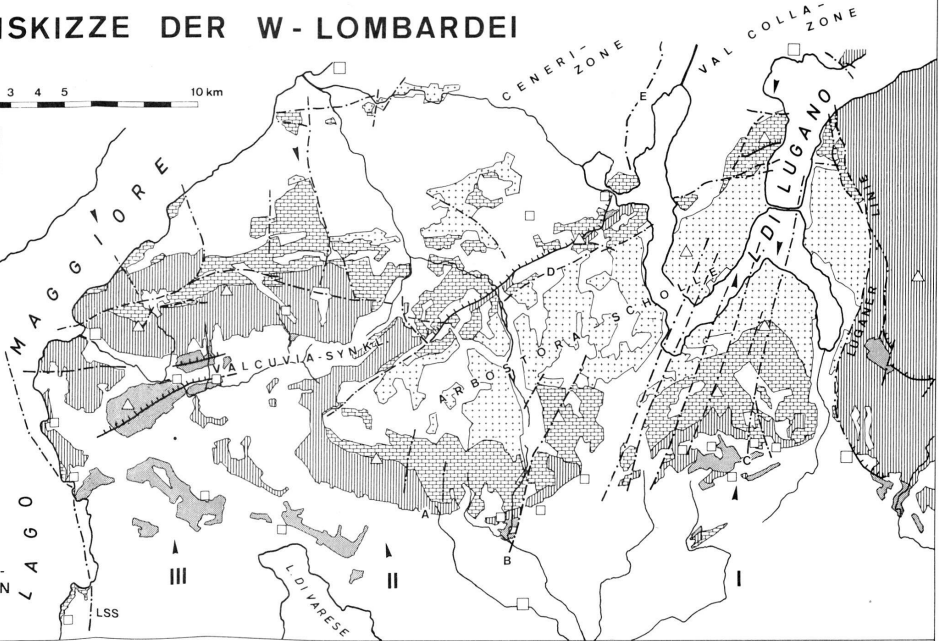 ISKIZZE DER W-LOMBARDEI
3 4 5 10 km
CENERI-
ZONE
VAL COLLA-
ZONE
E
LAGO MAGGIORE
L. DI LUGANO
LUGANER LINIE
D
VALCUVIA-SYNKL.
ARBOSTORA SCHOLLE
A
B
C
III
II
I
L. DI VARESE
-
N
LSS